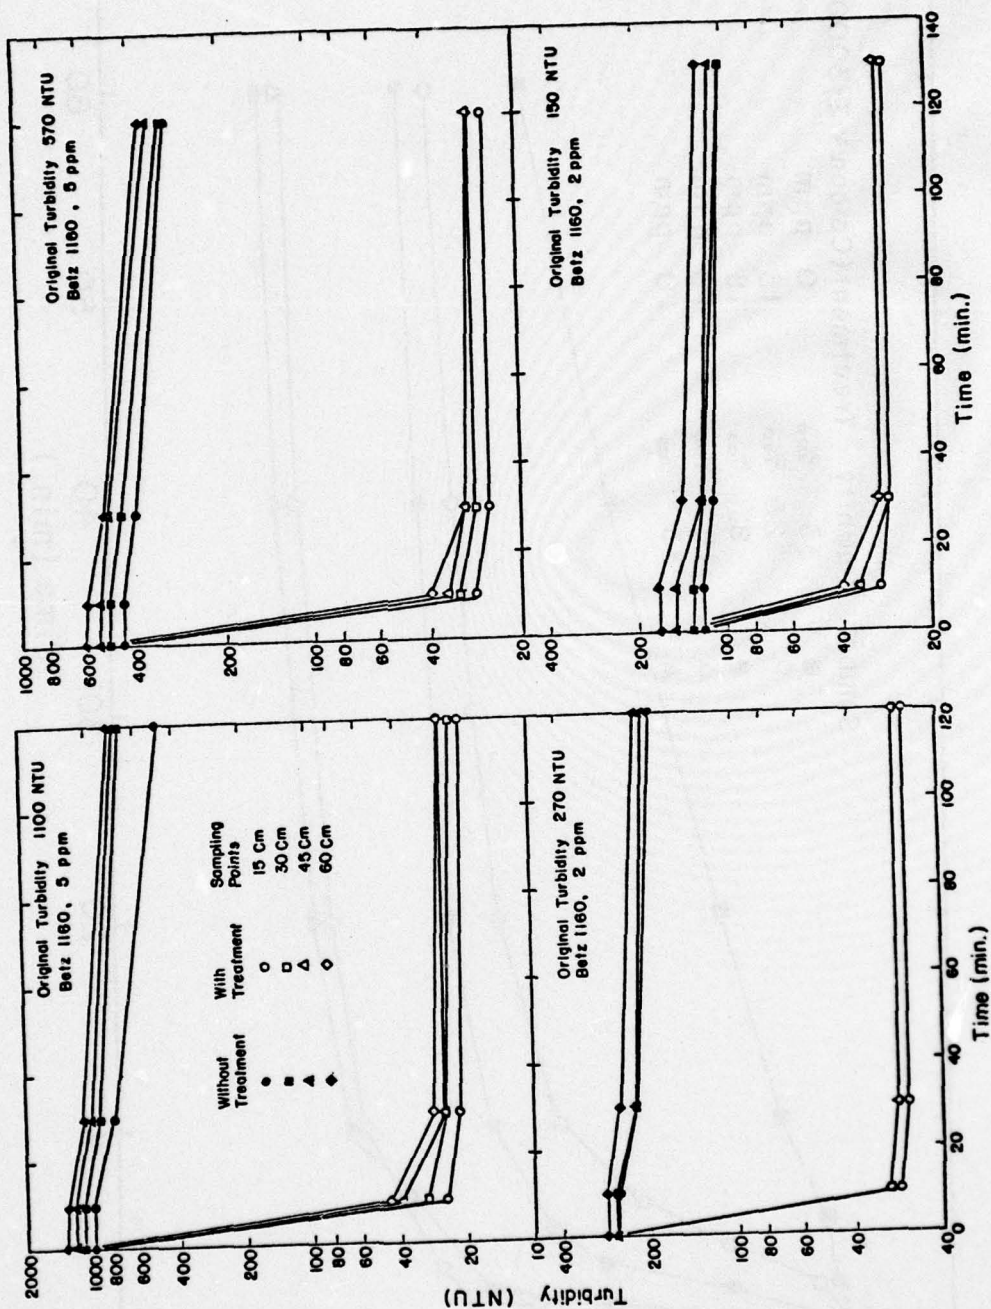 Original Turbidity 1100 NTU
Betz 1160, 5 ppm
Without Treatment
With Treatment
Sampling Points
15 Cm
30 Cm
45 Cm
60 Cm
2000
1000
800
600
400
200
100
80
60
40
20
10
Original Turbidity 570 NTU
Betz 1160, 5 ppm
1000
600
400
200
100
80
60
40
20
Original Turbidity 270 NTU
Betz 1160, 2 ppm
400
200
100
80
60
40
0
20
40
60
80
100
120
Time (min.)
Original Turbidity 150 NTU
Betz 1160, 2 ppm
400
200
100
80
60
40
20
0
20
40
60
80
100
120
140
Time (min.)
Turbidity (NTU)